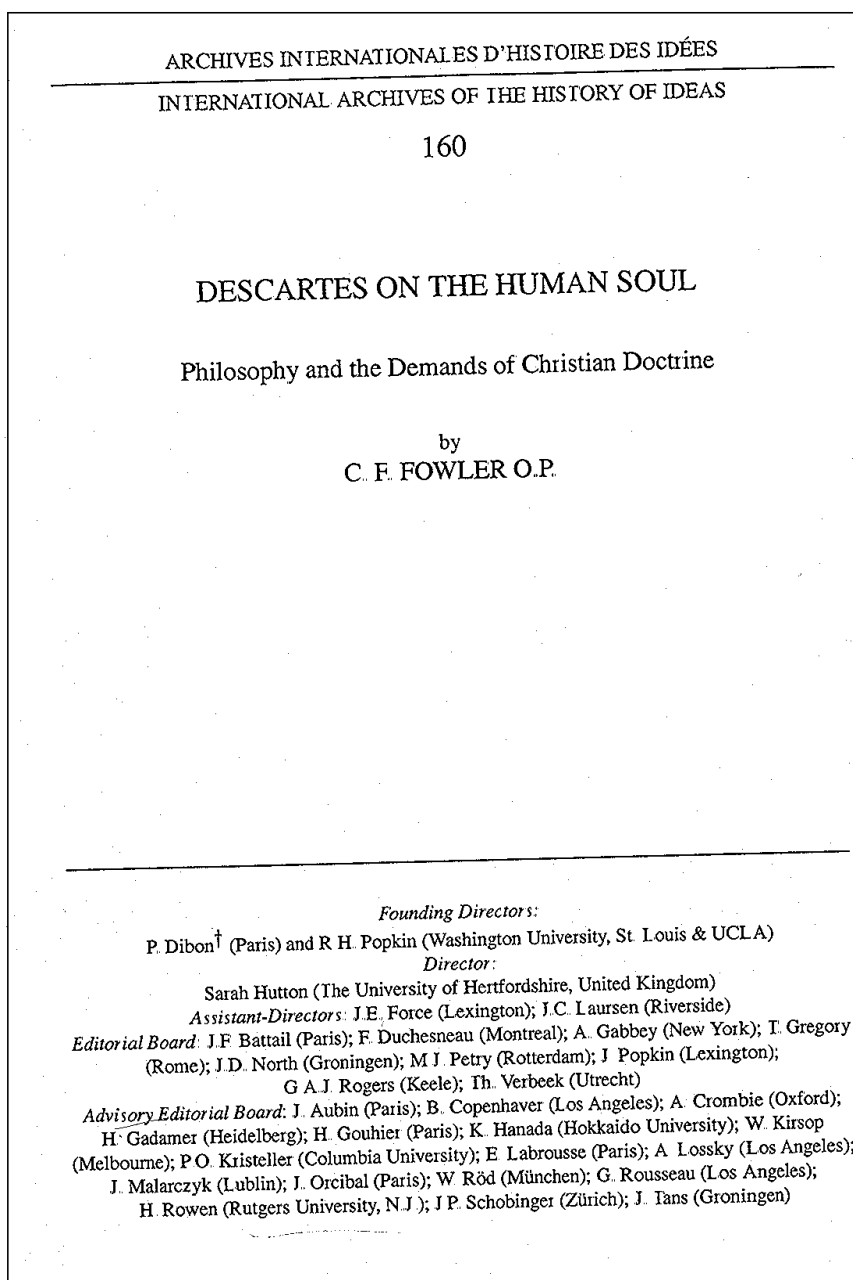 ARCHIVES INTERNATIONALES D'HISTOIRE DES IDÉES
INTERNATIONAL ARCHIVES OF THE HISTORY OF IDEAS
160
DESCARTES ON THE HUMAN SOUL
Philosophy and the Demands of Christian Doctrine
by
C. F. FOWLER O.P.
Founding Directors:
P. Dibon† (Paris) and R.H. Popkin (Washington University, St. Louis & UCLA)
Director:
Sarah Hutton (The University of Hertfordshire, United Kingdom)
Assistant-Directors: J.E. Force (Lexington); J.C. Laursen (Riverside)
Editorial Board: J.F. Battail (Paris); F. Duchesneau (Montreal); A. Gabbey (New York); T. Gregory
(Rome); J.D. North (Groningen); M.J. Petry (Rotterdam); J. Popkin (Lexington);
G.A.J. Rogers (Keele); Th. Verbeek (Utrecht)
Advisory Editorial Board: J. Aubin (Paris); B. Copenhaver (Los Angeles); A. Crombie (Oxford);
H. Gadamer (Heidelberg); H. Gouhier (Paris); K. Hanada (Hokkaido University); W. Kirsop
(Melbourne); P.O. Kristeller (Columbia University); E. Labrousse (Paris); A. Lossky (Los Angeles);
J. Malarczyk (Lublin); J. Orcibal (Paris); W. Röd (München); G. Rousseau (Los Angeles);
H. Rowen (Rutgers University, N.J.); J.P. Schobinger (Zürich); J. Tans (Groningen)